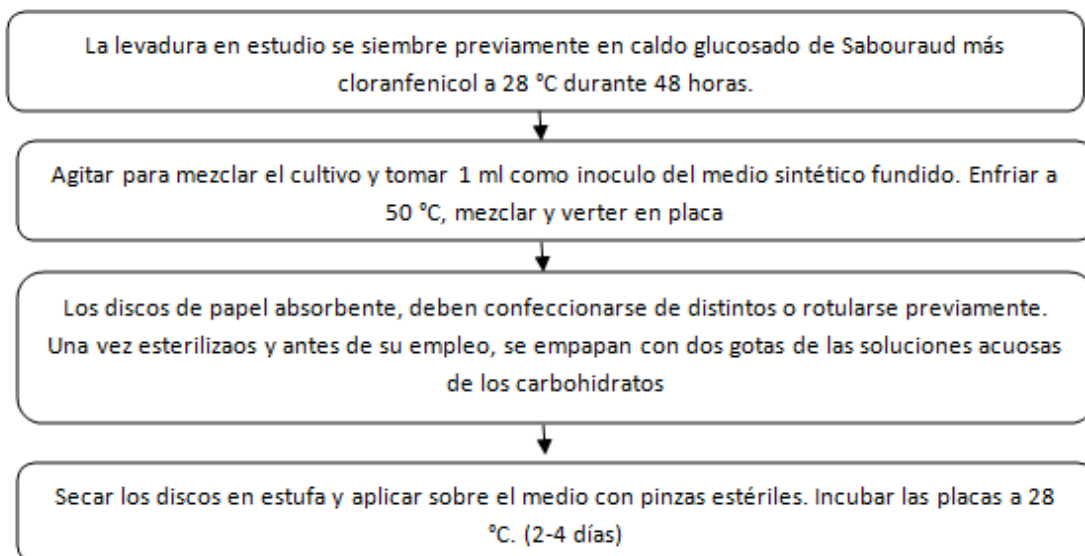 La levadura en estudio se siembre previamente en caldo glucosado de Sabouraud más
cloranfenicol a 28 ºC durante 48 horas.
Agitar para mezclar el cultivo y tomar 1 ml como inoculo del medio sintético fundido. Enfriar a
50 ºC, mezclar y verter en placa
Los discos de papel absorbente, deben confeccionarse de distintos o rotularse previamente.
Una vez esterilizaos y antes de su empleo, se empapan con dos gotas de las soluciones acuosas
de los carbohidratos
Secar los discos en estufa y aplicar sobre el medio con pinzas estériles. Incubar las placas a 28
ºC. (2-4 días)